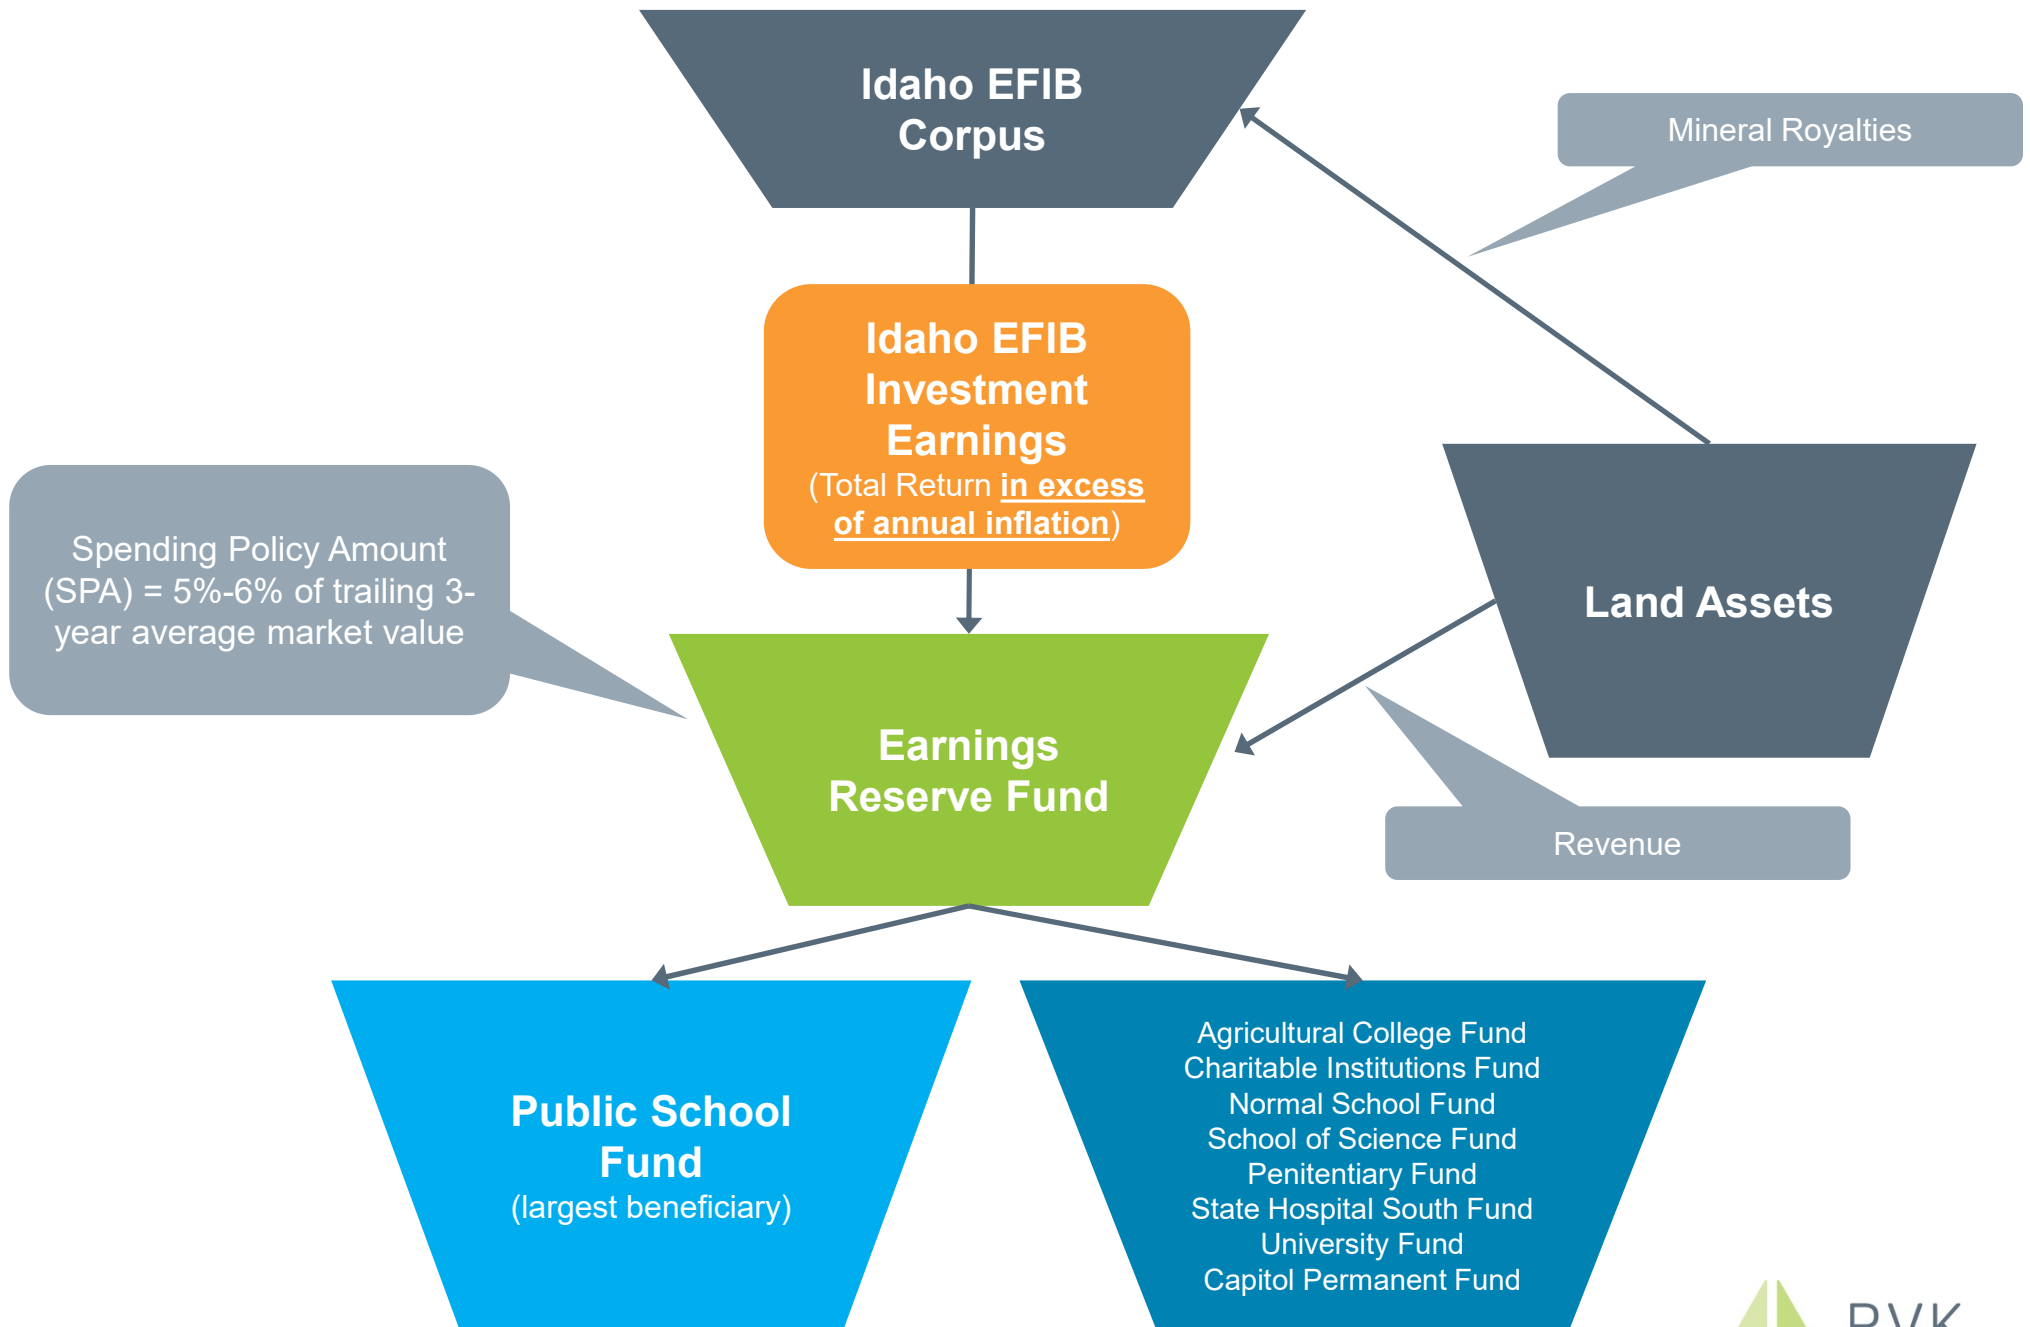 Idaho EFIB
Corpus
Mineral Royalties
Idaho EFIB
Investment
Earnings
(Total Return in excess
of annual inflation)
Spending Policy Amount
(SPA) = 5%-6% of trailing 3-
year average market value
Land Assets
Earnings
Reserve Fund
Revenue
Public School
Fund
(largest beneficiary)
Agricultural College Fund
Charitable Institutions Fund
Normal School Fund
School of Science Fund
Penitentiary Fund
State Hospital South Fund
University Fund
Capitol Permanent Fund
RVK